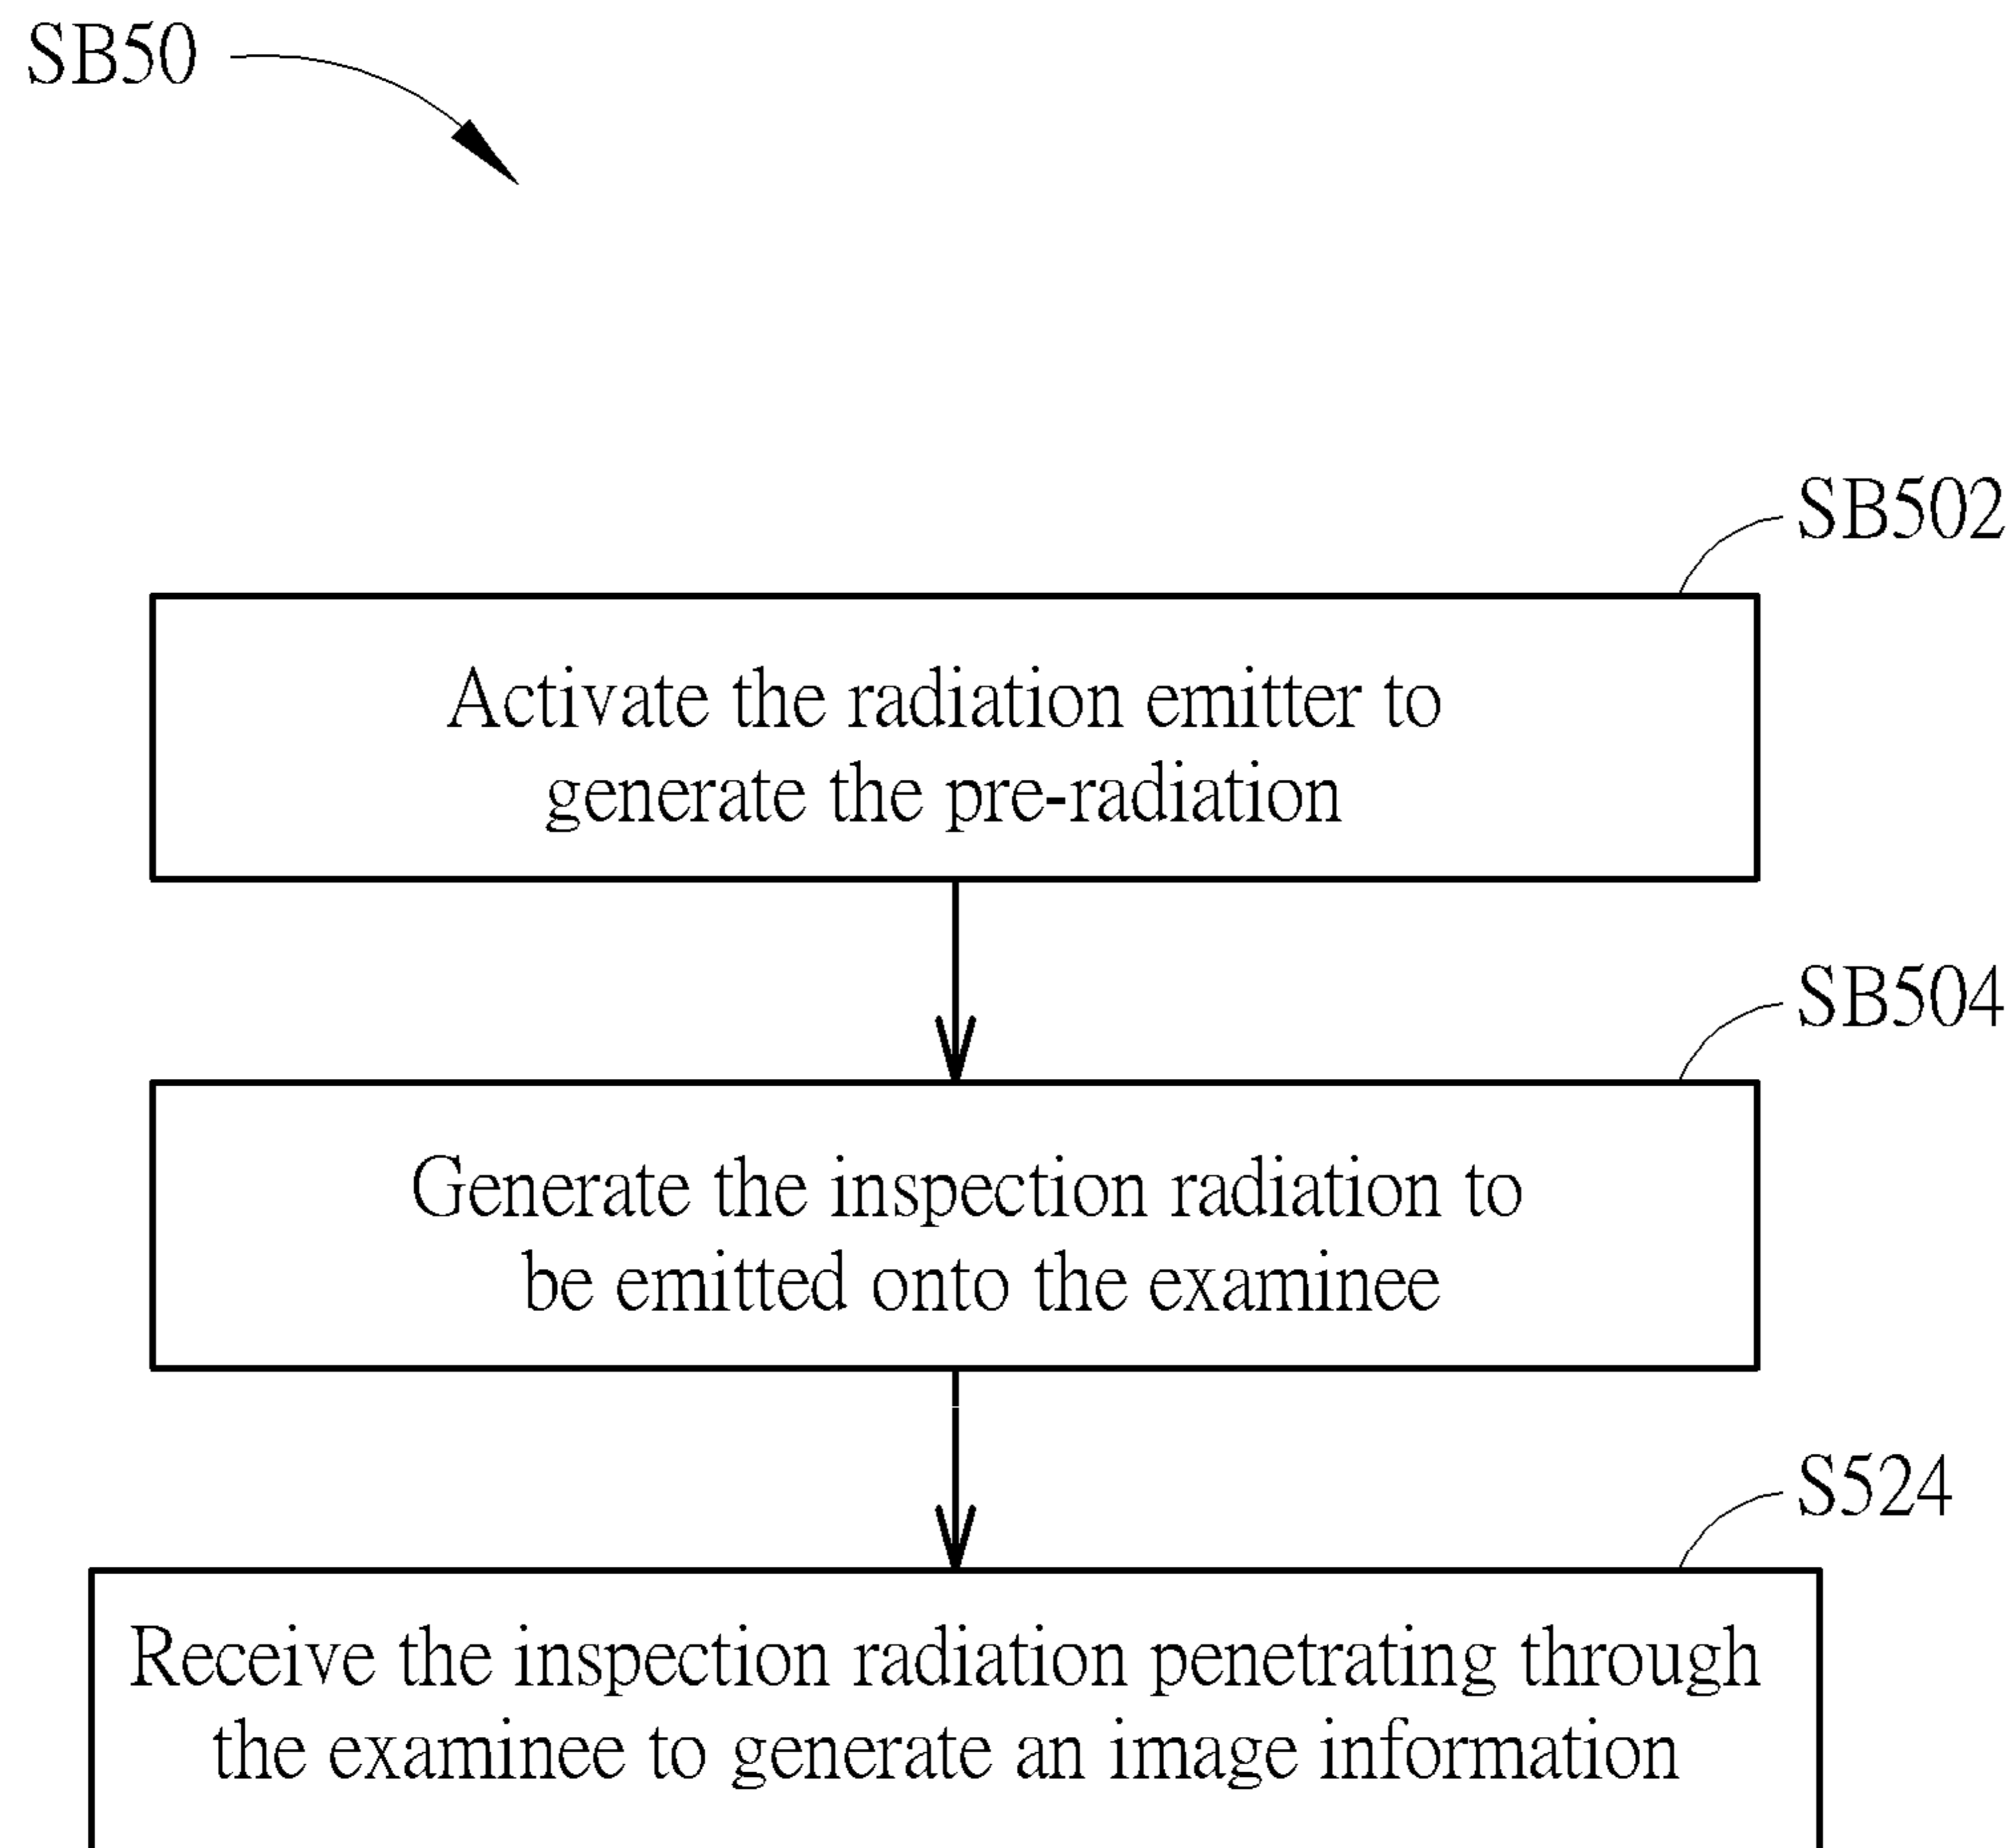 SB50
SB502
Activate the radiation emitter to
generate the pre-radiation
SB504
Generate the inspection radiation to
be emitted onto the examinee
S524
Receive the inspection radiation penetrating through
the examinee to generate an image information